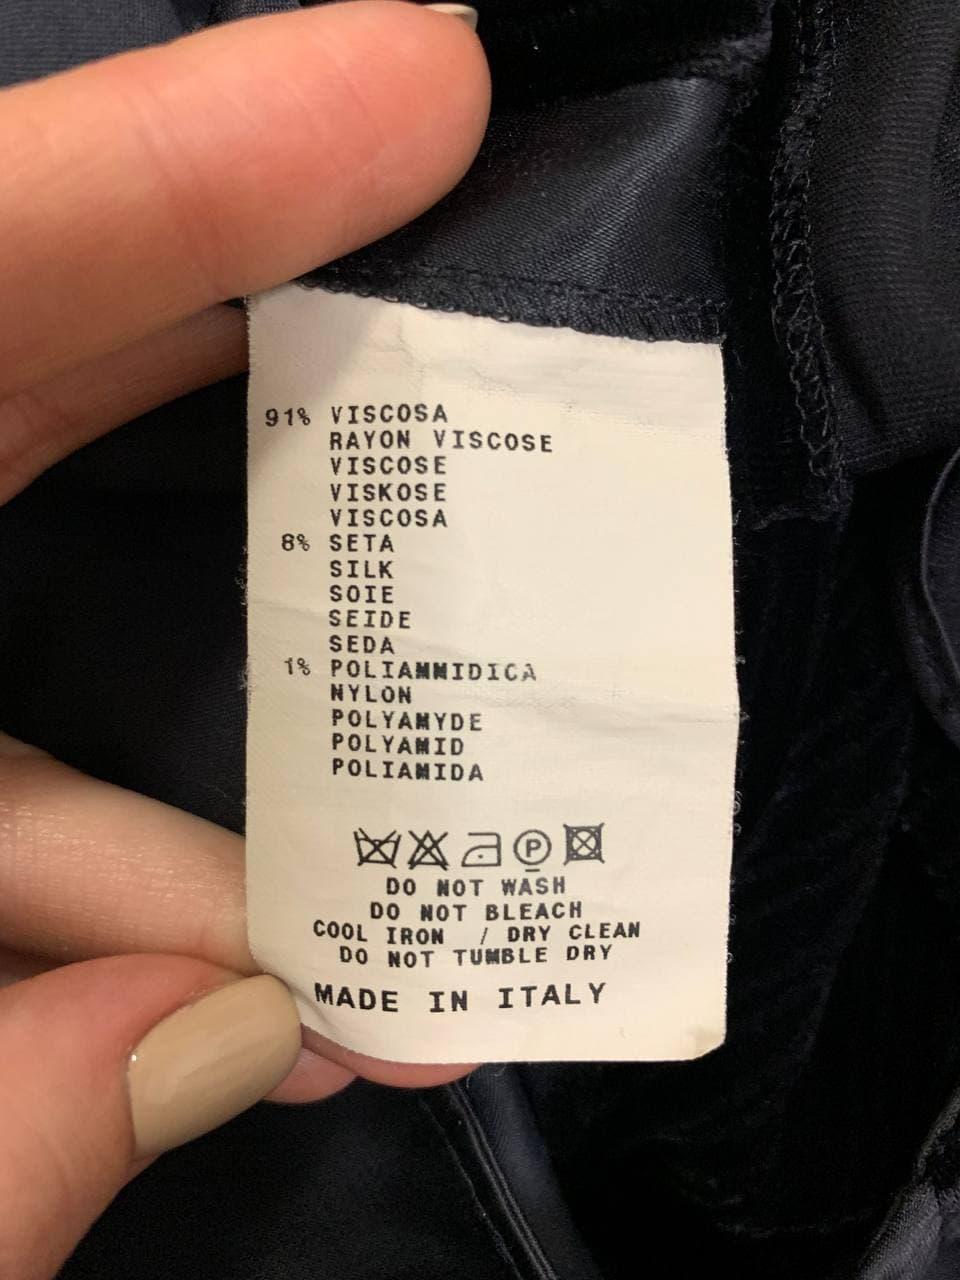 91% VISCOSA
RAYON VISCOSE
VISCOSE
VISKOSE
VISCOSA
8% SETA
SILK
SOIE
SEIDE
SEDA
1% POLIAMMIDICA
NYLON
POLYAMYDE
POLYAMID
POLIAMIDA
P
DO NOT WASH
DO NOT BLEACH
COOL IRON / DRY CLEAN
DO NOT TUMBLE DRY
MADE IN ITALY